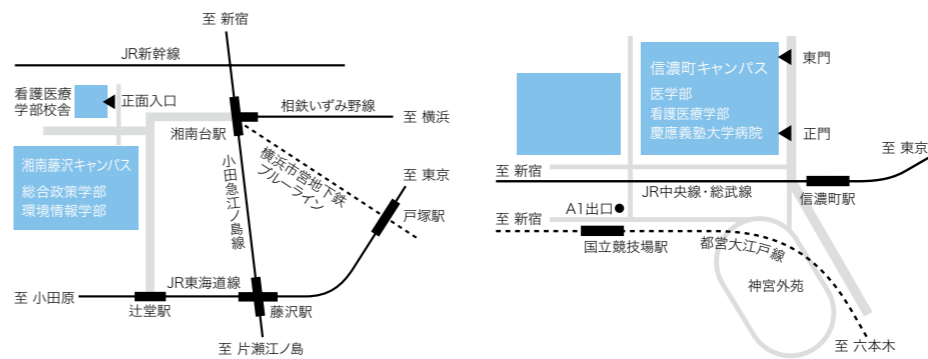 至 新宿
JR新幹線
看護医療
学部校舎
正面入口
相鉄いずみ野線
至 横浜
湘南台駅
湘南藤沢キャンパス
総合政策学部
環境情報学部
小田急江ノ島線
横浜市営地下鉄
ブルーライン
至 東京
戸塚駅
JR東海道線
至 小田原
辻堂駅
藤沢駅
至 片瀬江ノ島
信濃町キャンパス
医学部
看護医療学部
慶應義塾大学病院
東門
正門
至 東京
至 新宿
JR中央線・総武線
信濃町駅
A1出口
至 新宿
国立競技場駅
都営大江戸線
神宮外苑
至 六本木